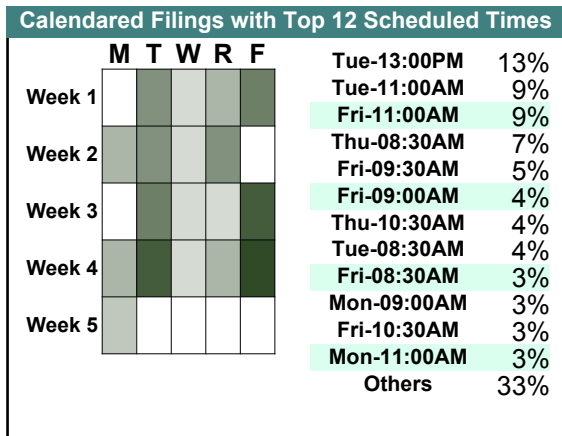 Calendared Filings with Top 12 Scheduled Times
M T W R F
Week 1
Week 2
Week 3
Week 4
Week 5
Tue-13:00PM 13%
Tue-11:00AM 9%
Fri-11:00AM 9%
Thu-08:30AM 7%
Fri-09:30AM 5%
Fri-09:00AM 4%
Thu-10:30AM 4%
Tue-08:30AM 4%
Fri-08:30AM 3%
Mon-09:00AM 3%
Fri-10:30AM 3%
Mon-11:00AM 3%
Others 33%